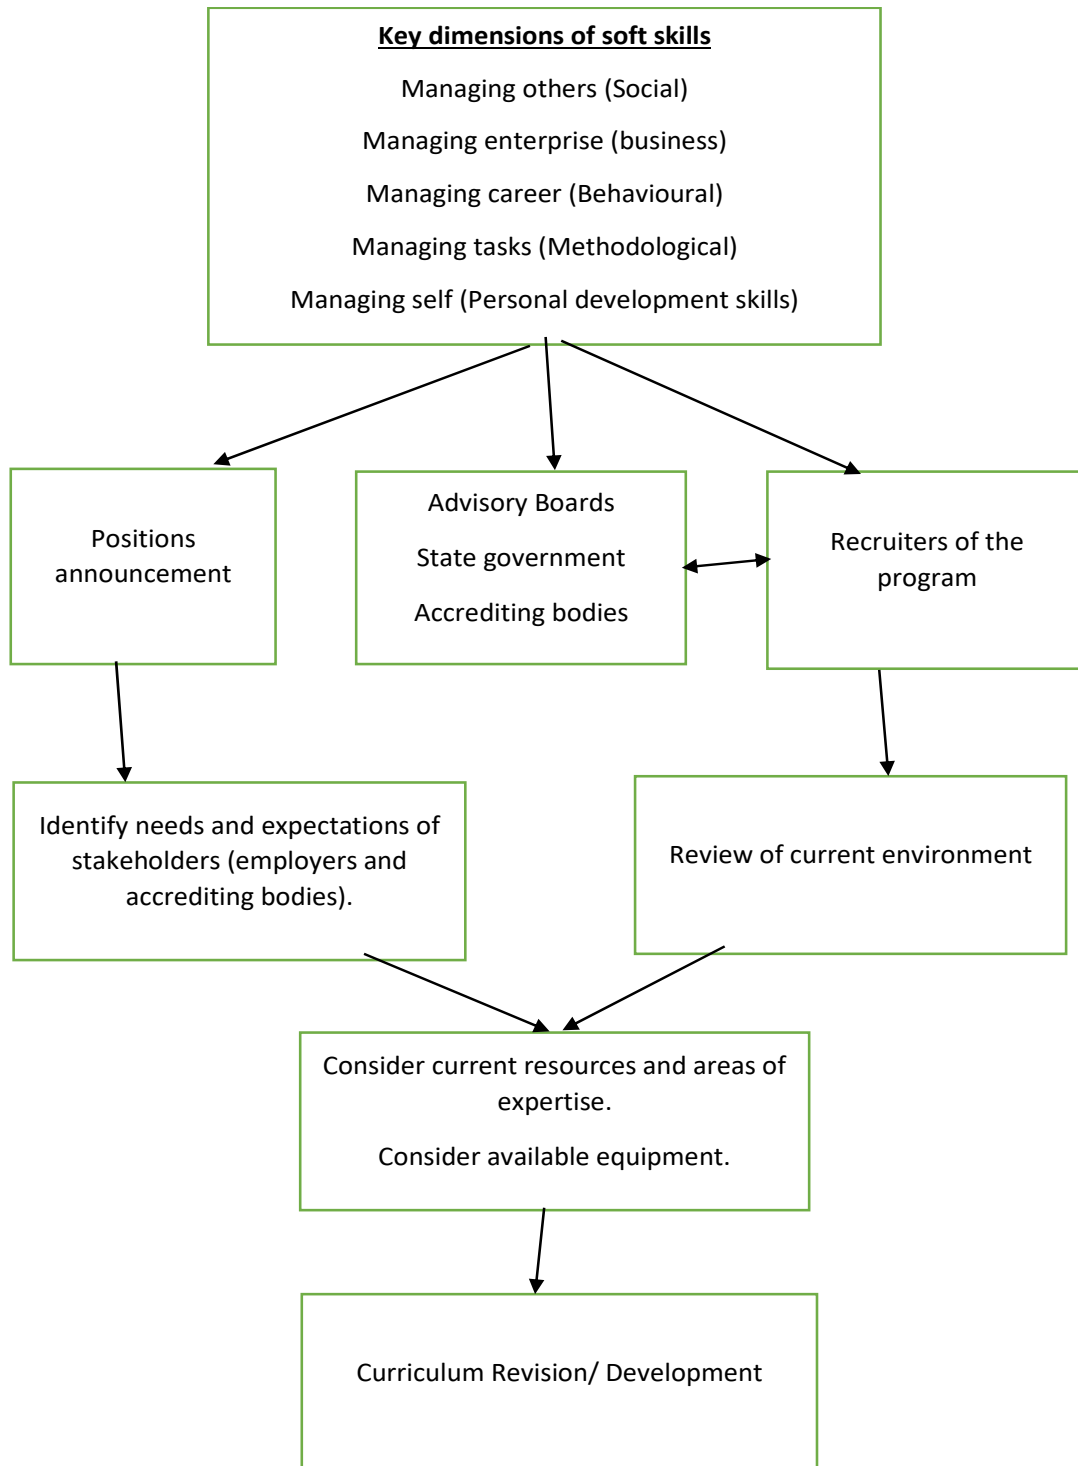 Key dimensions of soft skills
Managing others (Social)
Managing enterprise (business)
Managing career (Behavioural)
Managing tasks (Methodological)
Managing self (Personal development skills)
Positions
announcement
Advisory Boards
State government
Accrediting bodies
Recruiters of the
program
Identify needs and expectations of
stakeholders (employers and
accrediting bodies).
Review of current environment
Consider current resources and areas of
expertise.
Consider available equipment.
Curriculum Revision/ Development